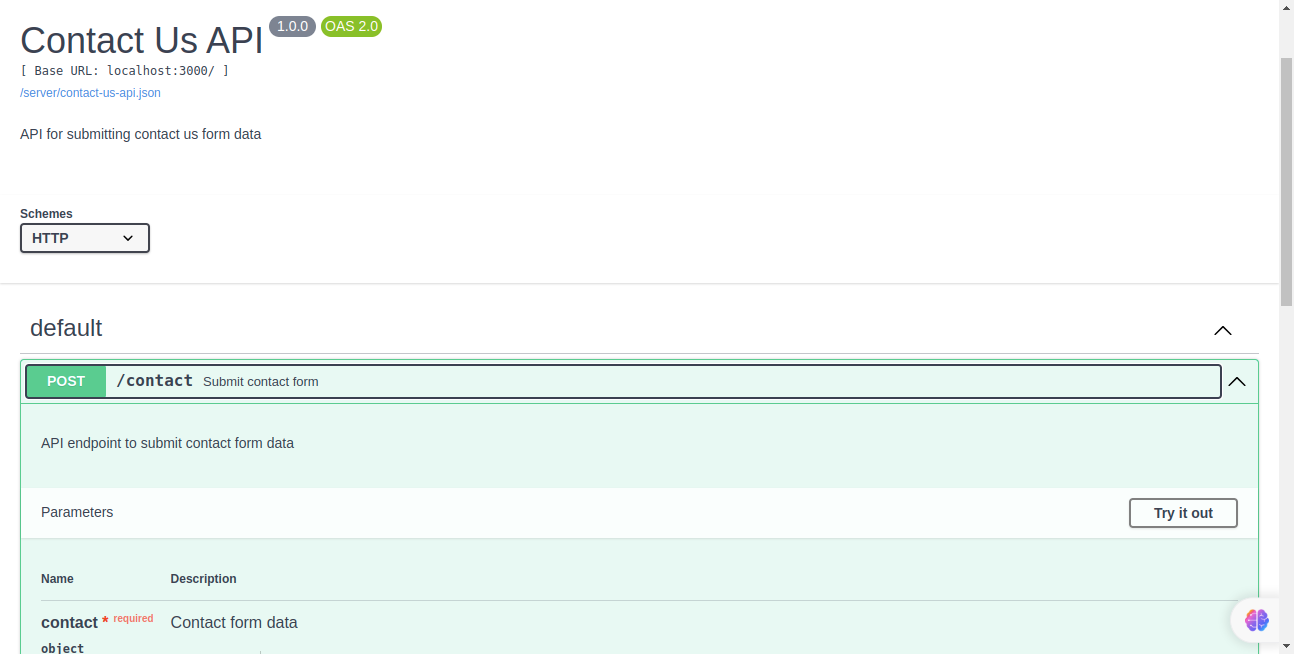 Contact Us API 1.0.0 OAS 2.0
[ Base URL: localhost:3000/ ]
/server/contact-us-api.json
API for submitting contact us form data
Schemes
HTTP
default
POST /contact Submit contact form
API endpoint to submit contact form data
Parameters Try it out
Name Description
contact * required Contact form data
object